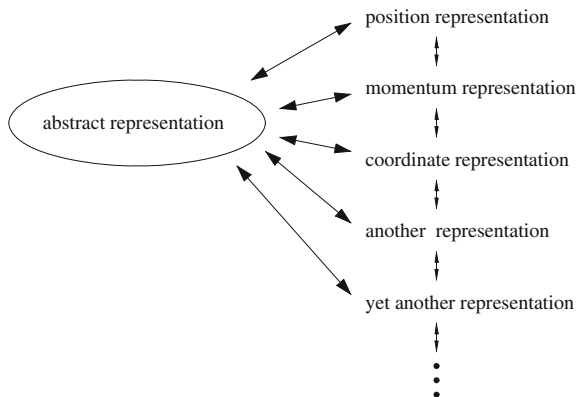 position representation
momentum representation
abstract representation
coordinate representation
another representation
yet another representation